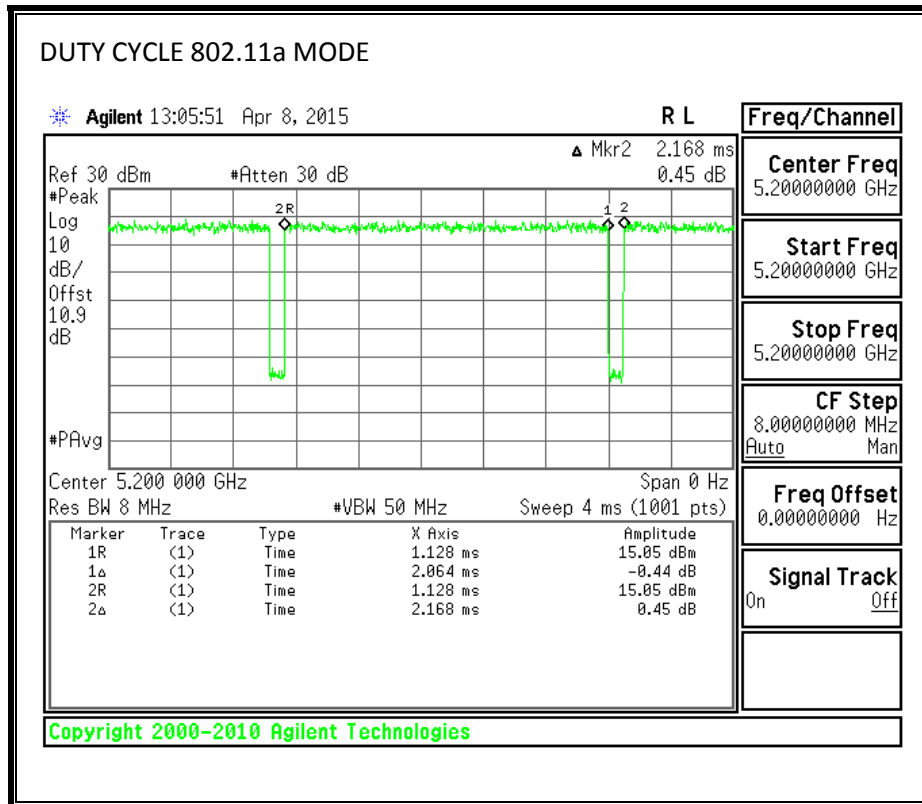 DUTY CYCLE 802.11a MODE
Agilent 13:05:51 Apr 8, 2015 R L
Freq/Channel
Δ Mkr2 2.168 ms
Ref 30 dBm #Atten 30 dB 0.45 dB
#Peak
Log
10
dB/
Offst
10.9
dB
#PAvg
2R
1 2
Center 5.200 000 GHz Span 0 Hz
Res BW 8 MHz #VBW 50 MHz Sweep 4 ms (1001 pts)
Marker Trace Type X Axis Amplitude
1R (1) Time 1.128 ms 15.05 dBm
1Δ (1) Time 2.064 ms -0.44 dB
2R (1) Time 1.128 ms 15.05 dBm
2Δ (1) Time 2.168 ms 0.45 dB
Center Freq
5.20000000 GHz
Start Freq
5.20000000 GHz
Stop Freq
5.20000000 GHz
CF Step
8.00000000 MHz
Auto Man
Freq Offset
0.00000000 Hz
Signal Track
On Off
Copyright 2000-2010 Agilent Technologies